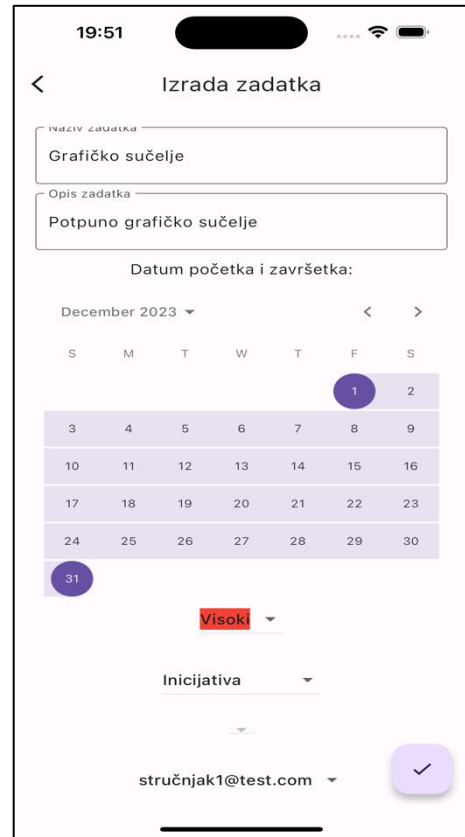 19:51
Izrada zadatka
Naziv zadatka
Grafičko sučelje
Opis zadatka
Potpuno grafičko sučelje
Datum početka i završetka:
December 2023
S M T W T F S
1 2
3 4 5 6 7 8 9
10 11 12 13 14 15 16
17 18 19 20 21 22 23
24 25 26 27 28 29 30
31
Visoki
Inicijativa
stručnjak1@test.com